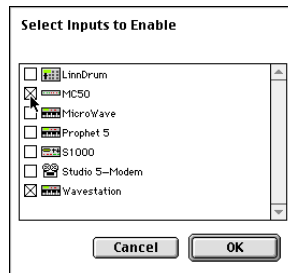 Select Inputs to Enable
LinnDrum
MC50
MicroWave
Prophet 5
S1000
Studio 5-Modem
Wavestation
Cancel
OK